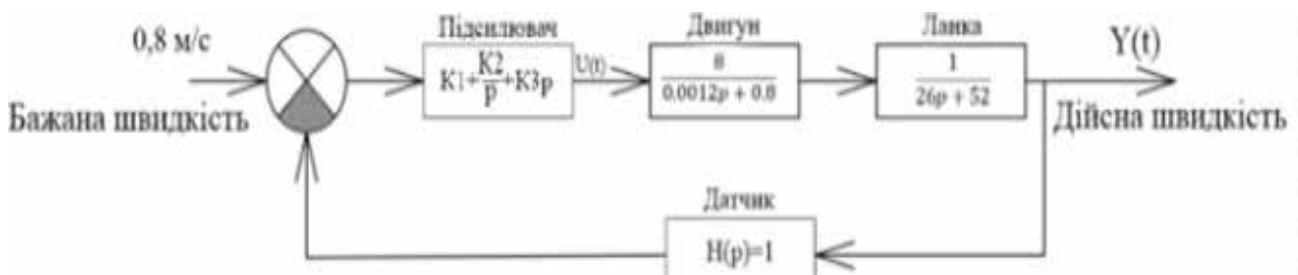 0,8 м/с
Бажана швидкість
Підсилювач
K1+K2/p+K3p
U(t)
Двигун
8
0.0012p + 0.8
Ланка
1
26p + 52
Y(t)
Дійсна швидкість
Датчик
H(p)=1